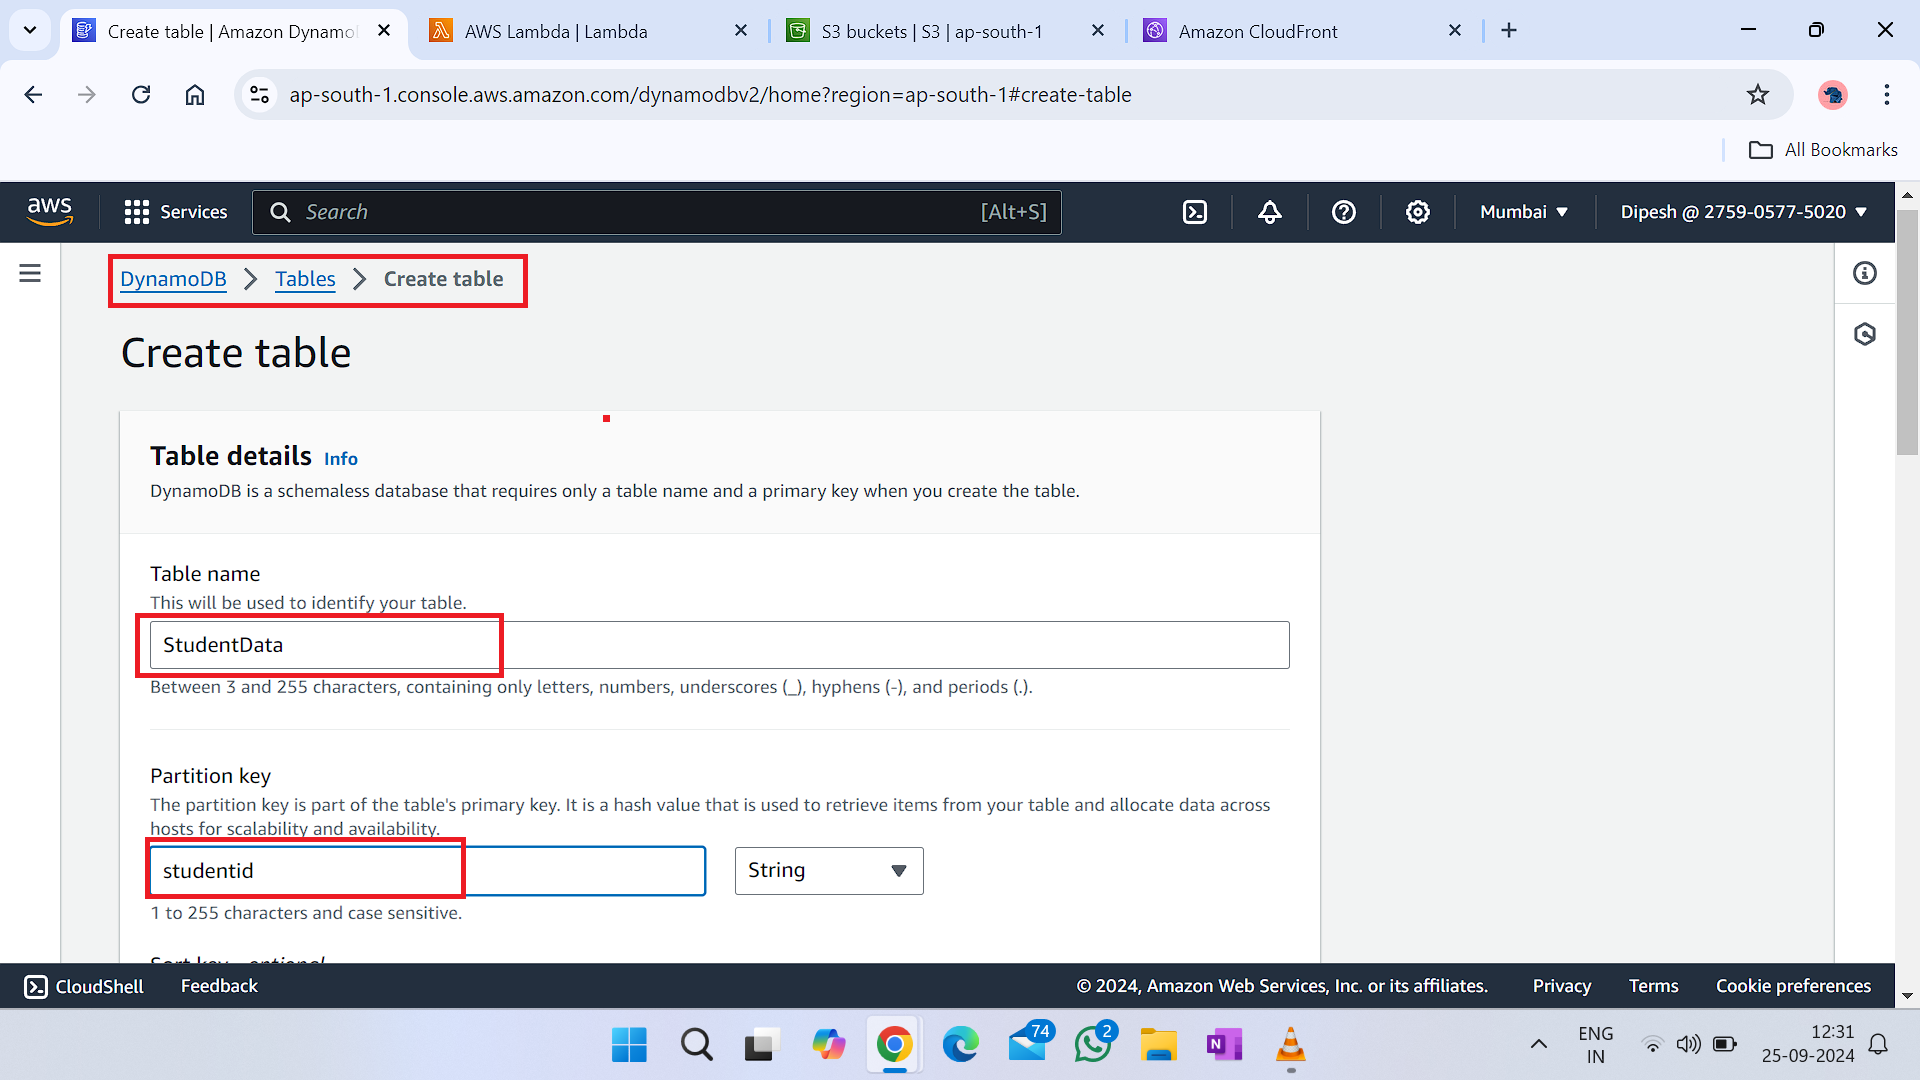 Create table | Amazon Dynamo
AWS Lambda | Lambda
S3 buckets | S3 | ap-south-1
Amazon CloudFront
ap-south-1.console.aws.amazon.com/dynamodbv2/home?region=ap-south-1#create-table
All Bookmarks
aws
Services
Search
[Alt+S]
Mumbai
Dipesh @ 2759-0577-5020
DynamoDB
Tables
Create table
Create table
Table details Info
DynamoDB is a schemaless database that requires only a table name and a primary key when you create the table.
Table name
This will be used to identify your table.
StudentData
Between 3 and 255 characters, containing only letters, numbers, underscores (_), hyphens (-), and periods (.).
Partition key
The partition key is part of the table's primary key. It is a hash value that is used to retrieve items from your table and allocate data across
hosts for scalability and availability.
studentid
String
1 to 255 characters and case sensitive.
Sort key - optional
CloudShell
Feedback
© 2024, Amazon Web Services, Inc. or its affiliates.
Privacy
Terms
Cookie preferences
74
2
N
ENG
IN
12:31
25-09-2024